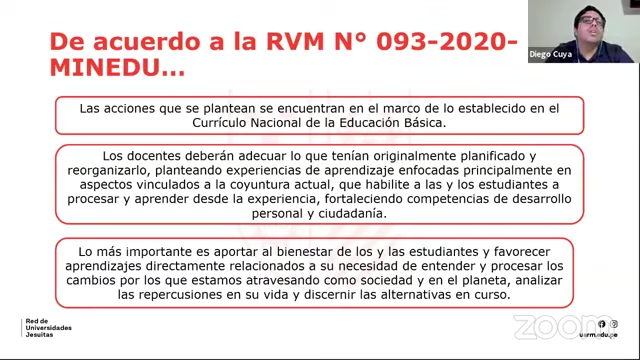 De acuerdo a la RVM N° 093-2020-
MINEDU...
Diego Cuya
Las acciones que se plantean se encuentran en el marco de lo establecido en el
Currículo Nacional de la Educación Básica.
Los docentes deberán adecuar lo que tenían originalmente planificado y
reorganizarlo, planteando experiencias de aprendizaje enfocadas principalmente en
aspectos vinculados a la coyuntura actual, que habilite a las y los estudiantes a
procesar y aprender desde la experiencia, fortaleciendo competencias de desarrollo
personal y ciudadanía.
Lo más importante es aportar al bienestar de los y las estudiantes y favorecer
aprendizajes directamente relacionados a su necesidad de entender y procesar los
cambios por los que estamos atravesando como sociedad y en el planeta, analizar
las repercusiones en su vida y discernir las alternativas en curso.
Red de
Universidades
Jesuitas
zoom
uarm.edu.pe